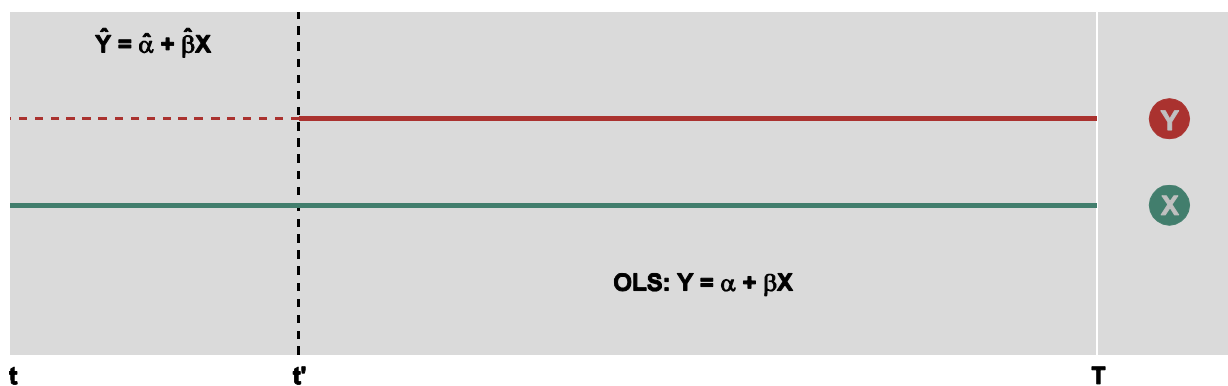 Ŷ = α̂ + β̂X
Y
X
OLS: Y = α + βX
t
t'
T